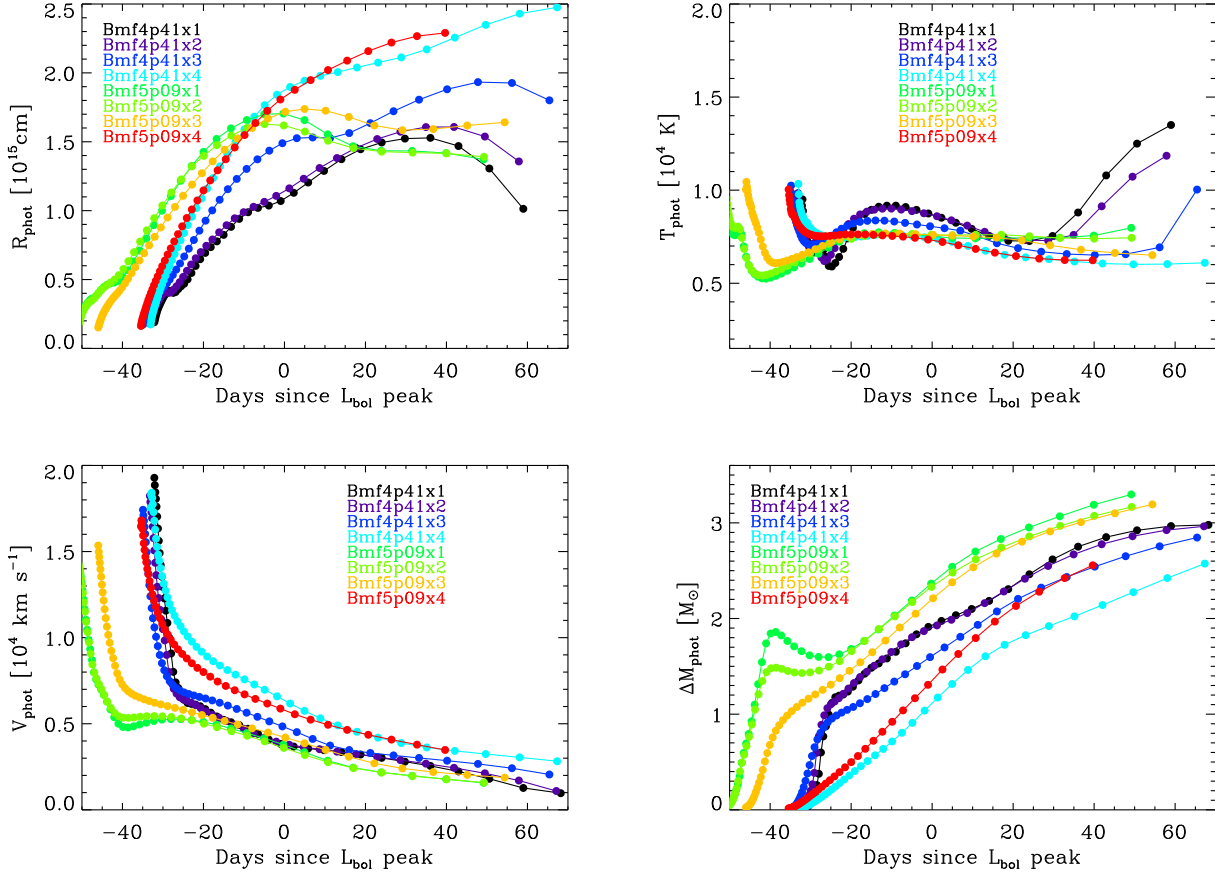 2.5
2.0
1.5
1.0
0.5
0.0
R_phot [10^15 cm]
Bmf4p41x1
Bmf4p41x2
Bmf4p41x3
Bmf4p41x4
Bmf5p09x1
Bmf5p09x2
Bmf5p09x3
Bmf5p09x4
−40 −20 0 20 40 60
Days since L_bol peak
2.0
1.5
1.0
0.5
T_phot [10^4 K]
Bmf4p41x1
Bmf4p41x2
Bmf4p41x3
Bmf4p41x4
Bmf5p09x1
Bmf5p09x2
Bmf5p09x3
Bmf5p09x4
−40 −20 0 20 40 60
Days since L_bol peak
2.0
1.5
1.0
0.5
0.0
V_phot [10^4 km s^−1]
Bmf4p41x1
Bmf4p41x2
Bmf4p41x3
Bmf4p41x4
Bmf5p09x1
Bmf5p09x2
Bmf5p09x3
Bmf5p09x4
−40 −20 0 20 40 60
Days since L_bol peak
3
2
1
0
ΔM_phot [M_⊙]
Bmf4p41x1
Bmf4p41x2
Bmf4p41x3
Bmf4p41x4
Bmf5p09x1
Bmf5p09x2
Bmf5p09x3
Bmf5p09x4
−40 −20 0 20 40 60
Days since L_bol peak